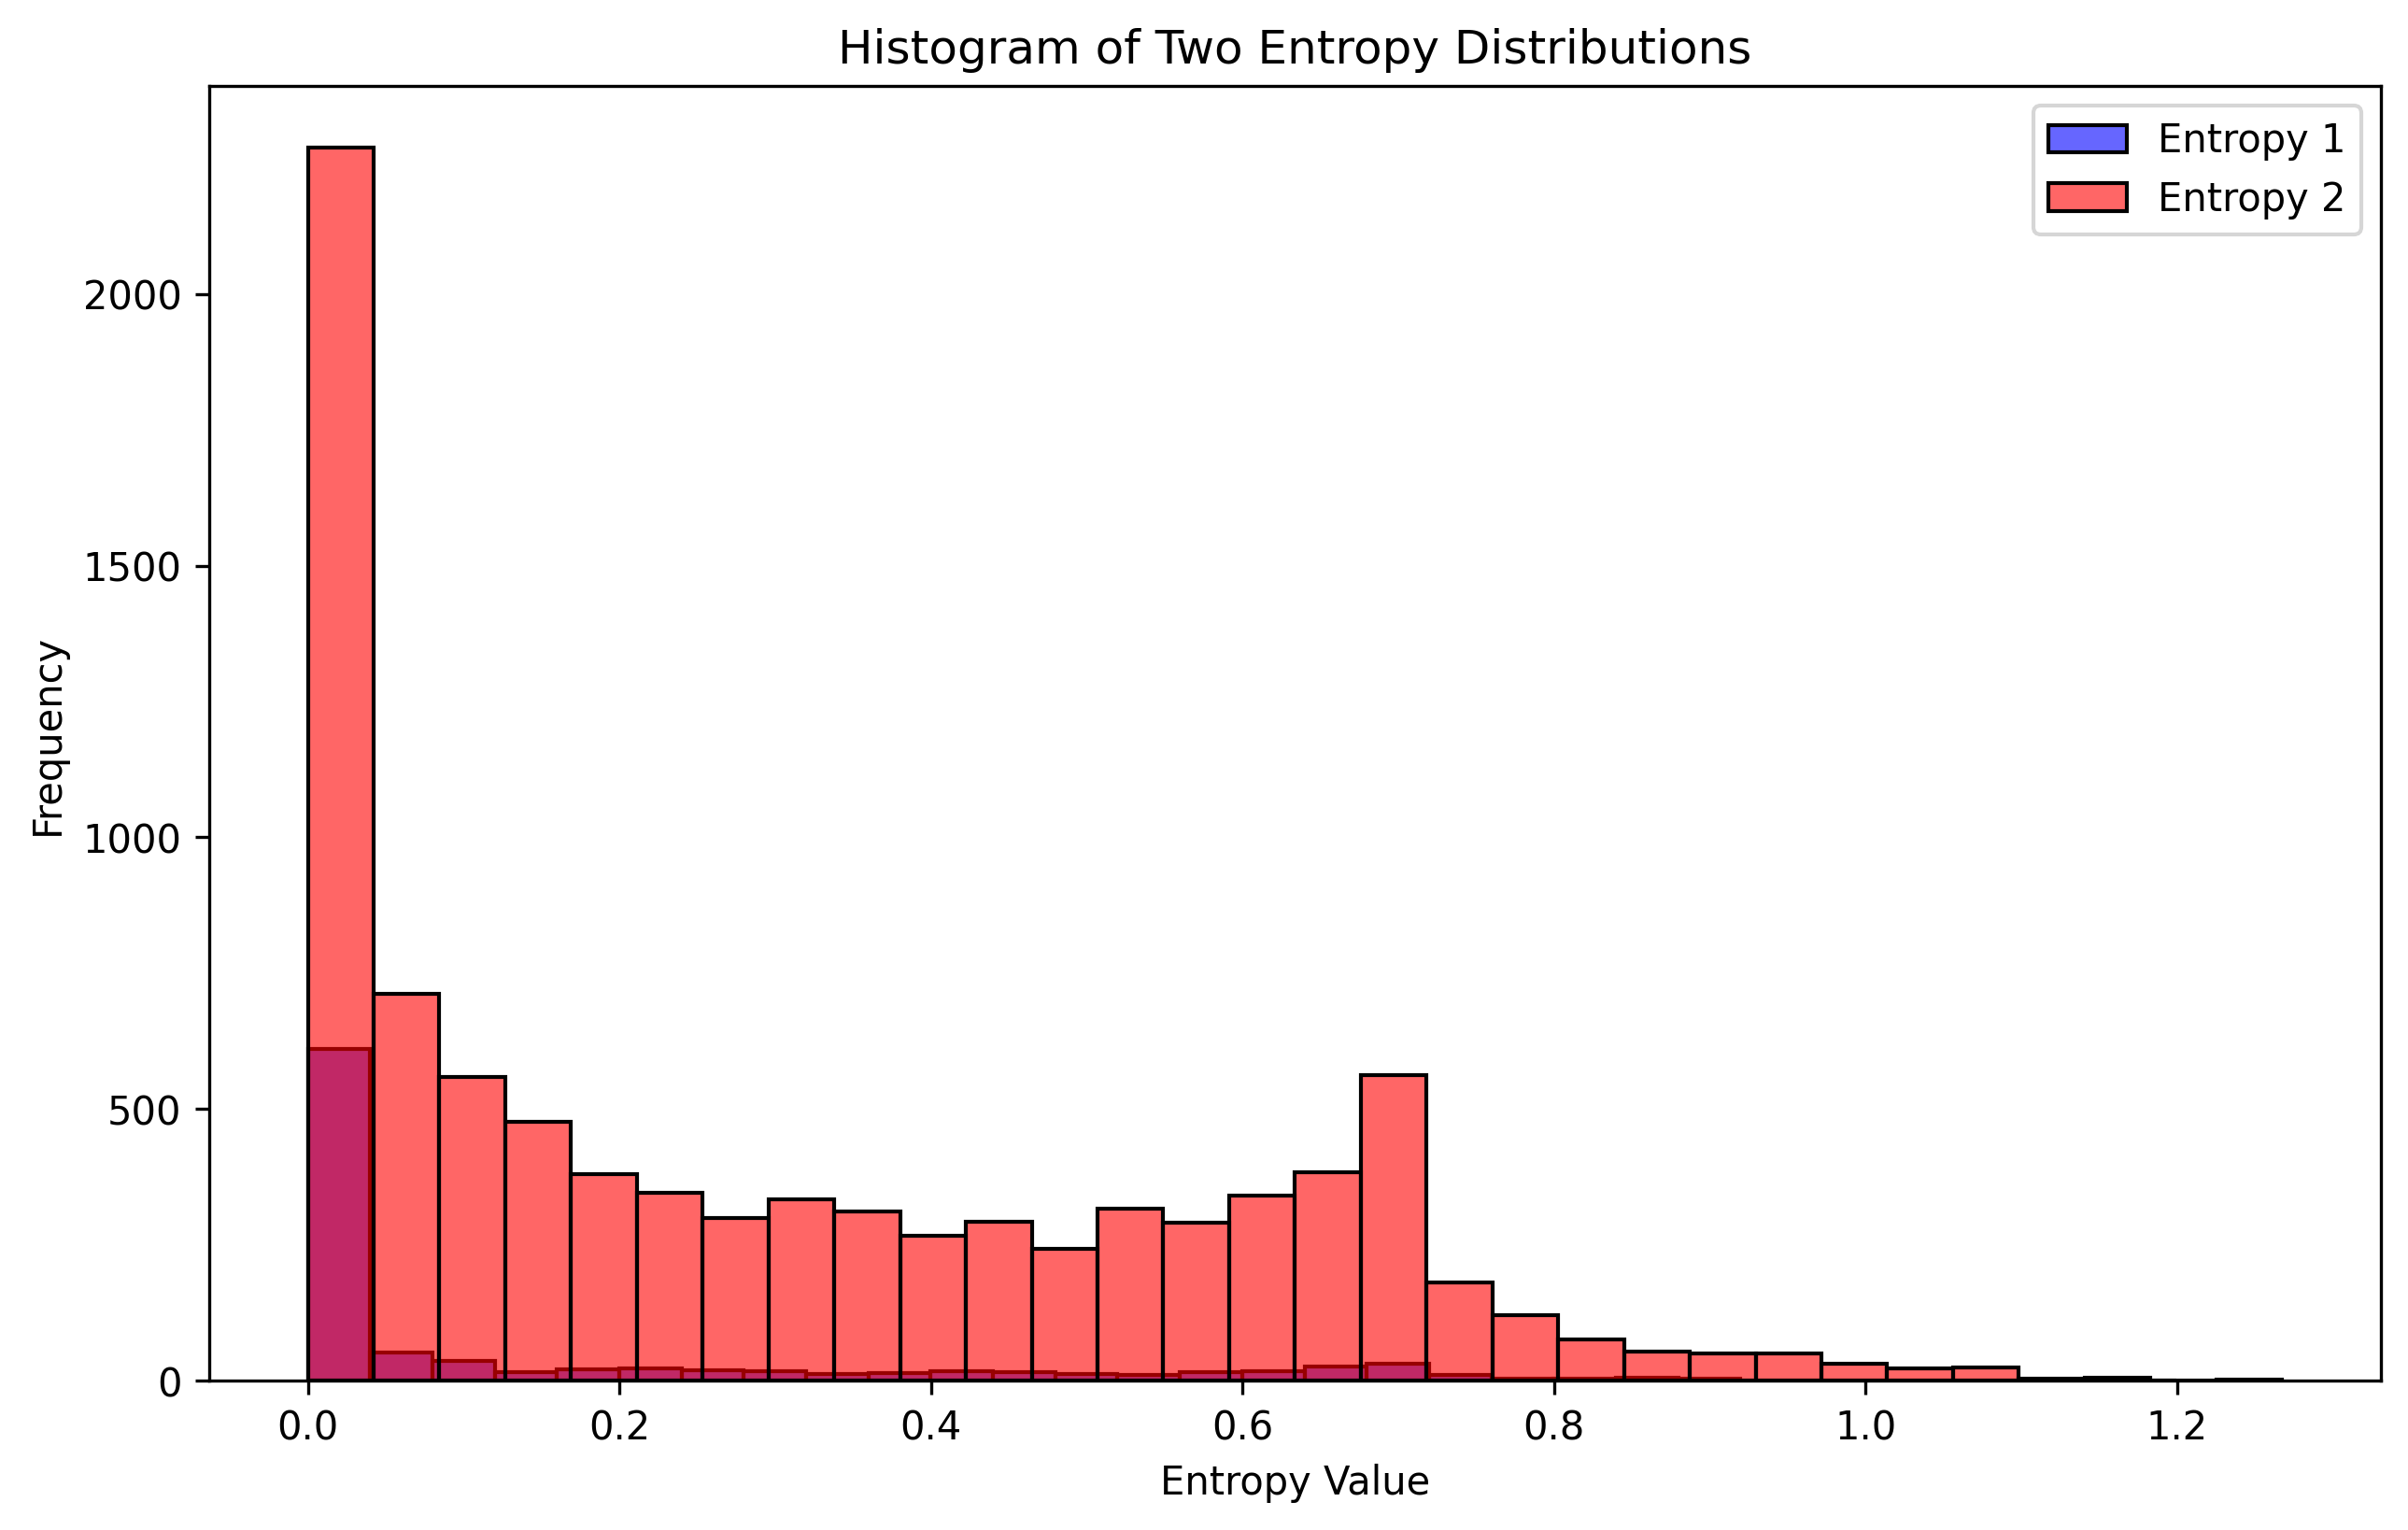 Histogram of Two Entropy Distributions
Entropy 1
Entropy 2
Frequency
2000
1500
1000
500
0
0.0 0.2 0.4 0.6 0.8 1.0 1.2
Entropy Value